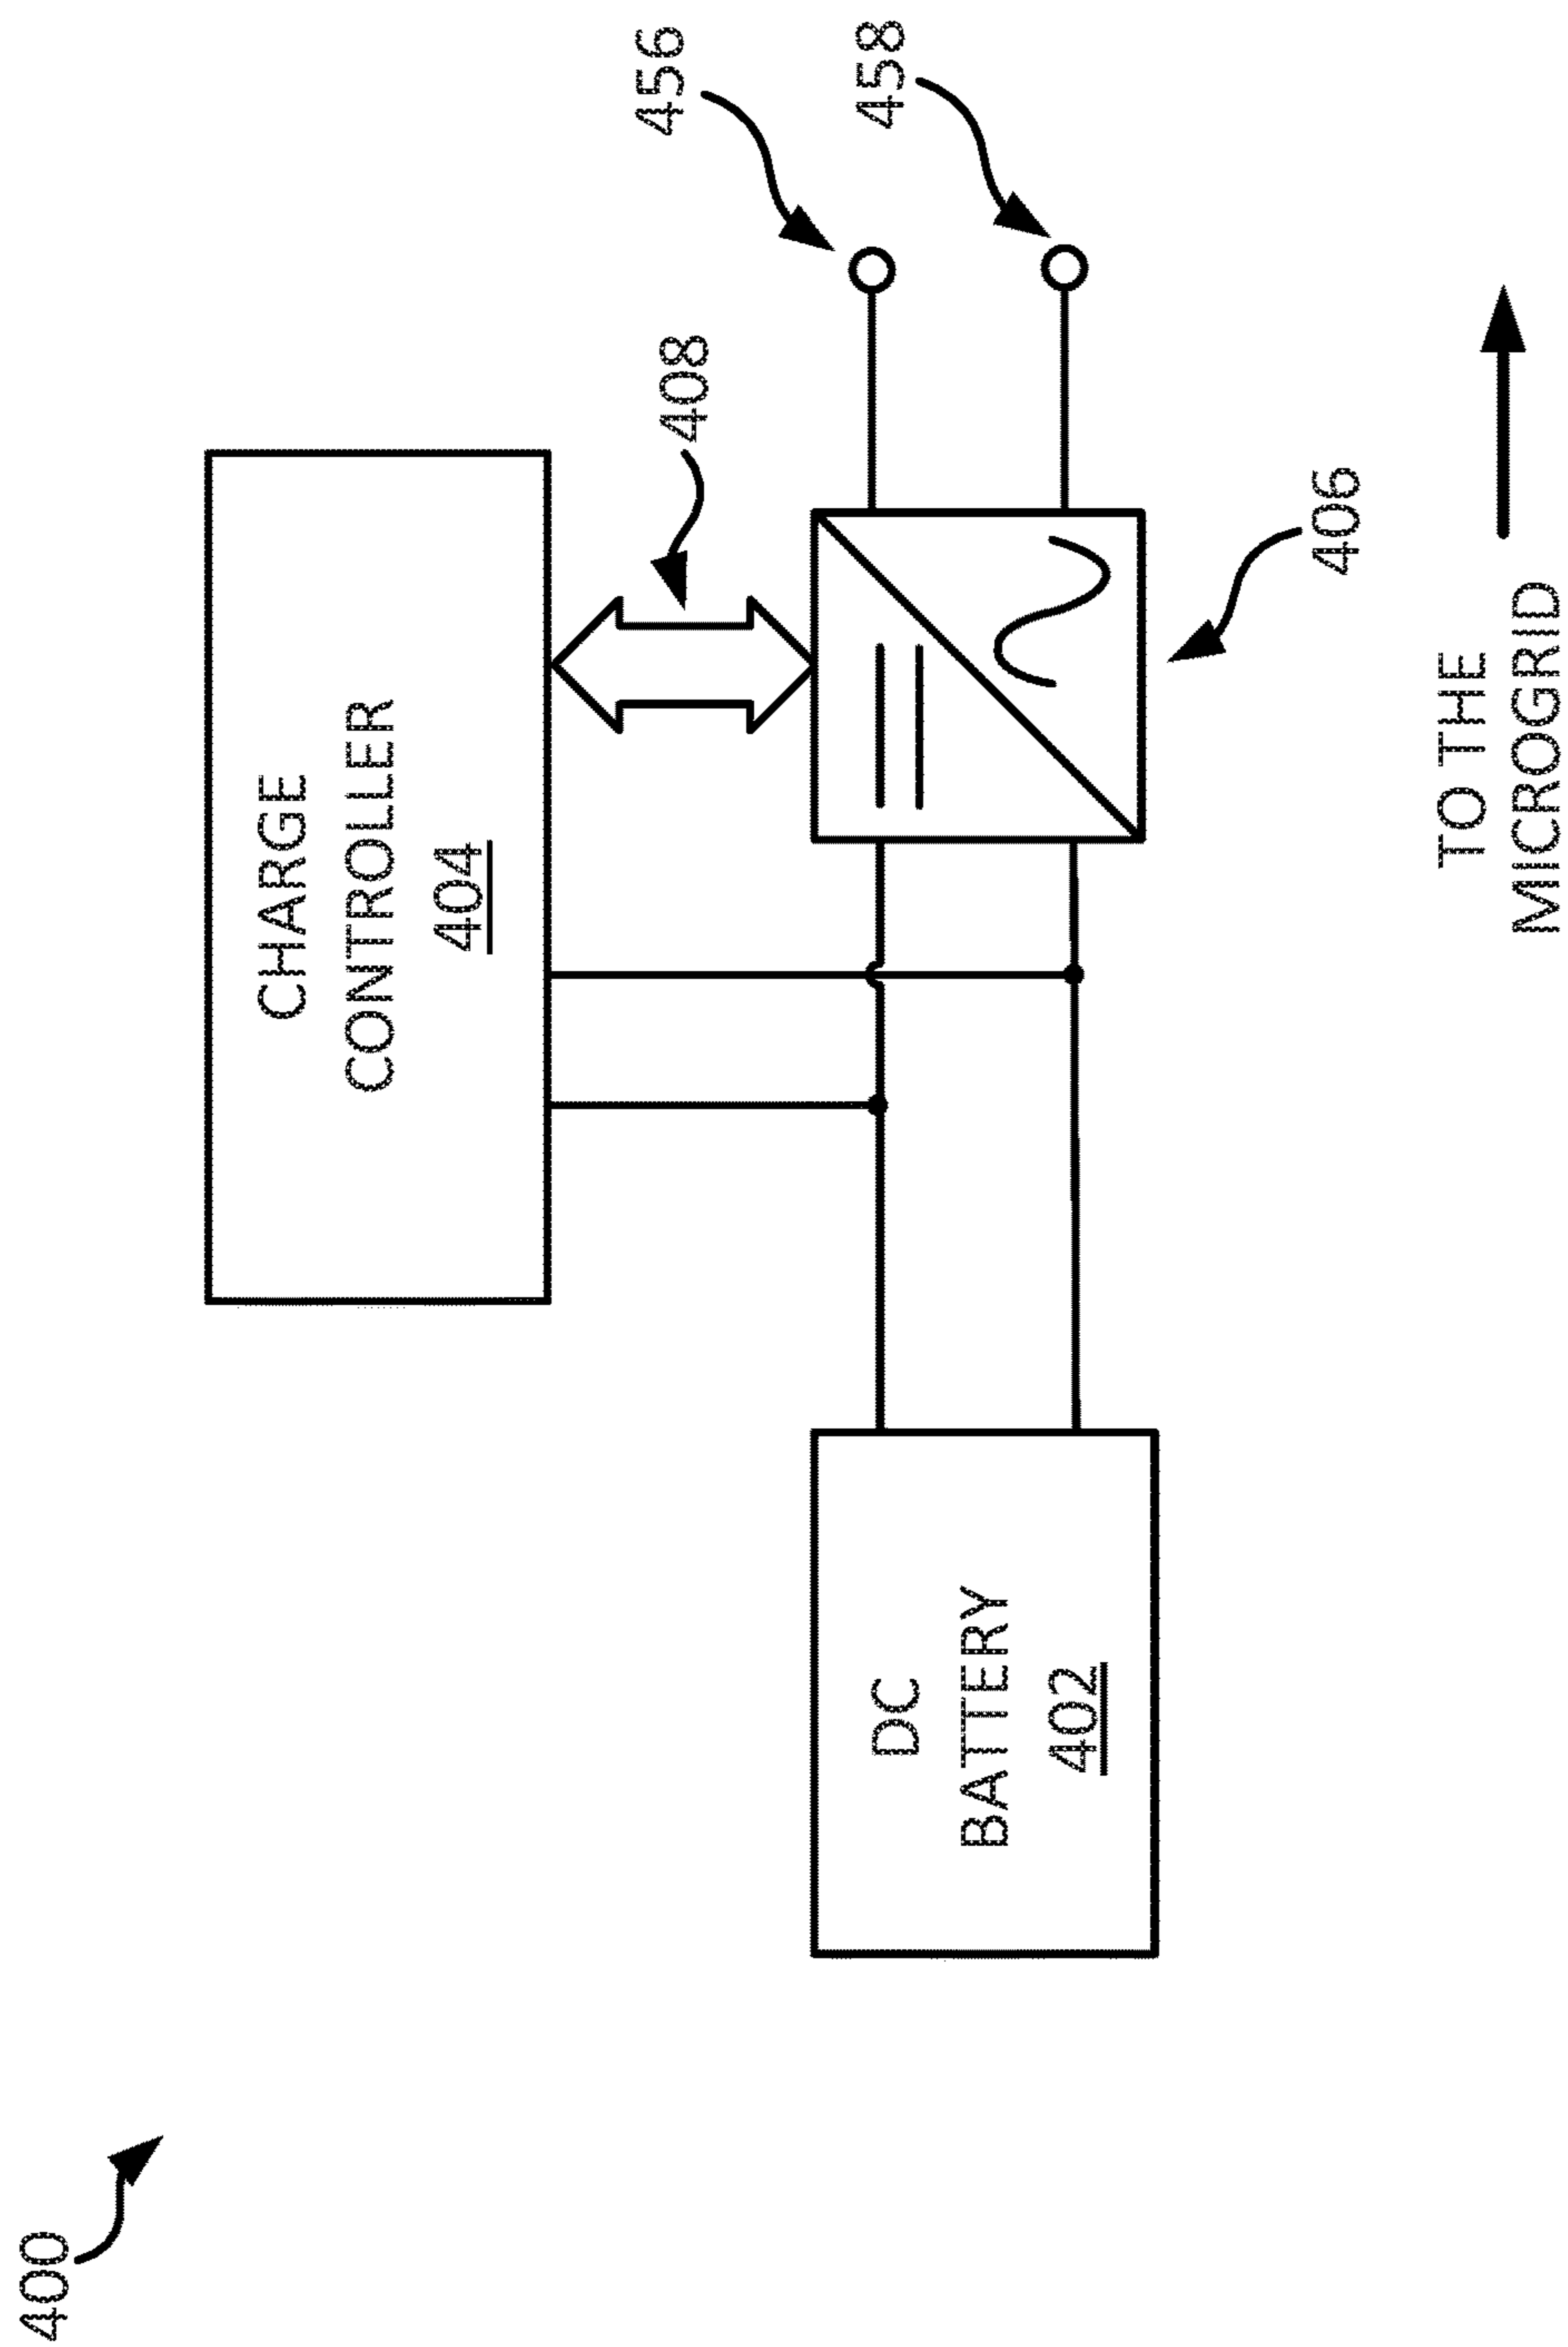 400
CHARGE
CONTROLLER
404
408
456
458
DC
BATTERY
402
406
TO THE
MICROGRID